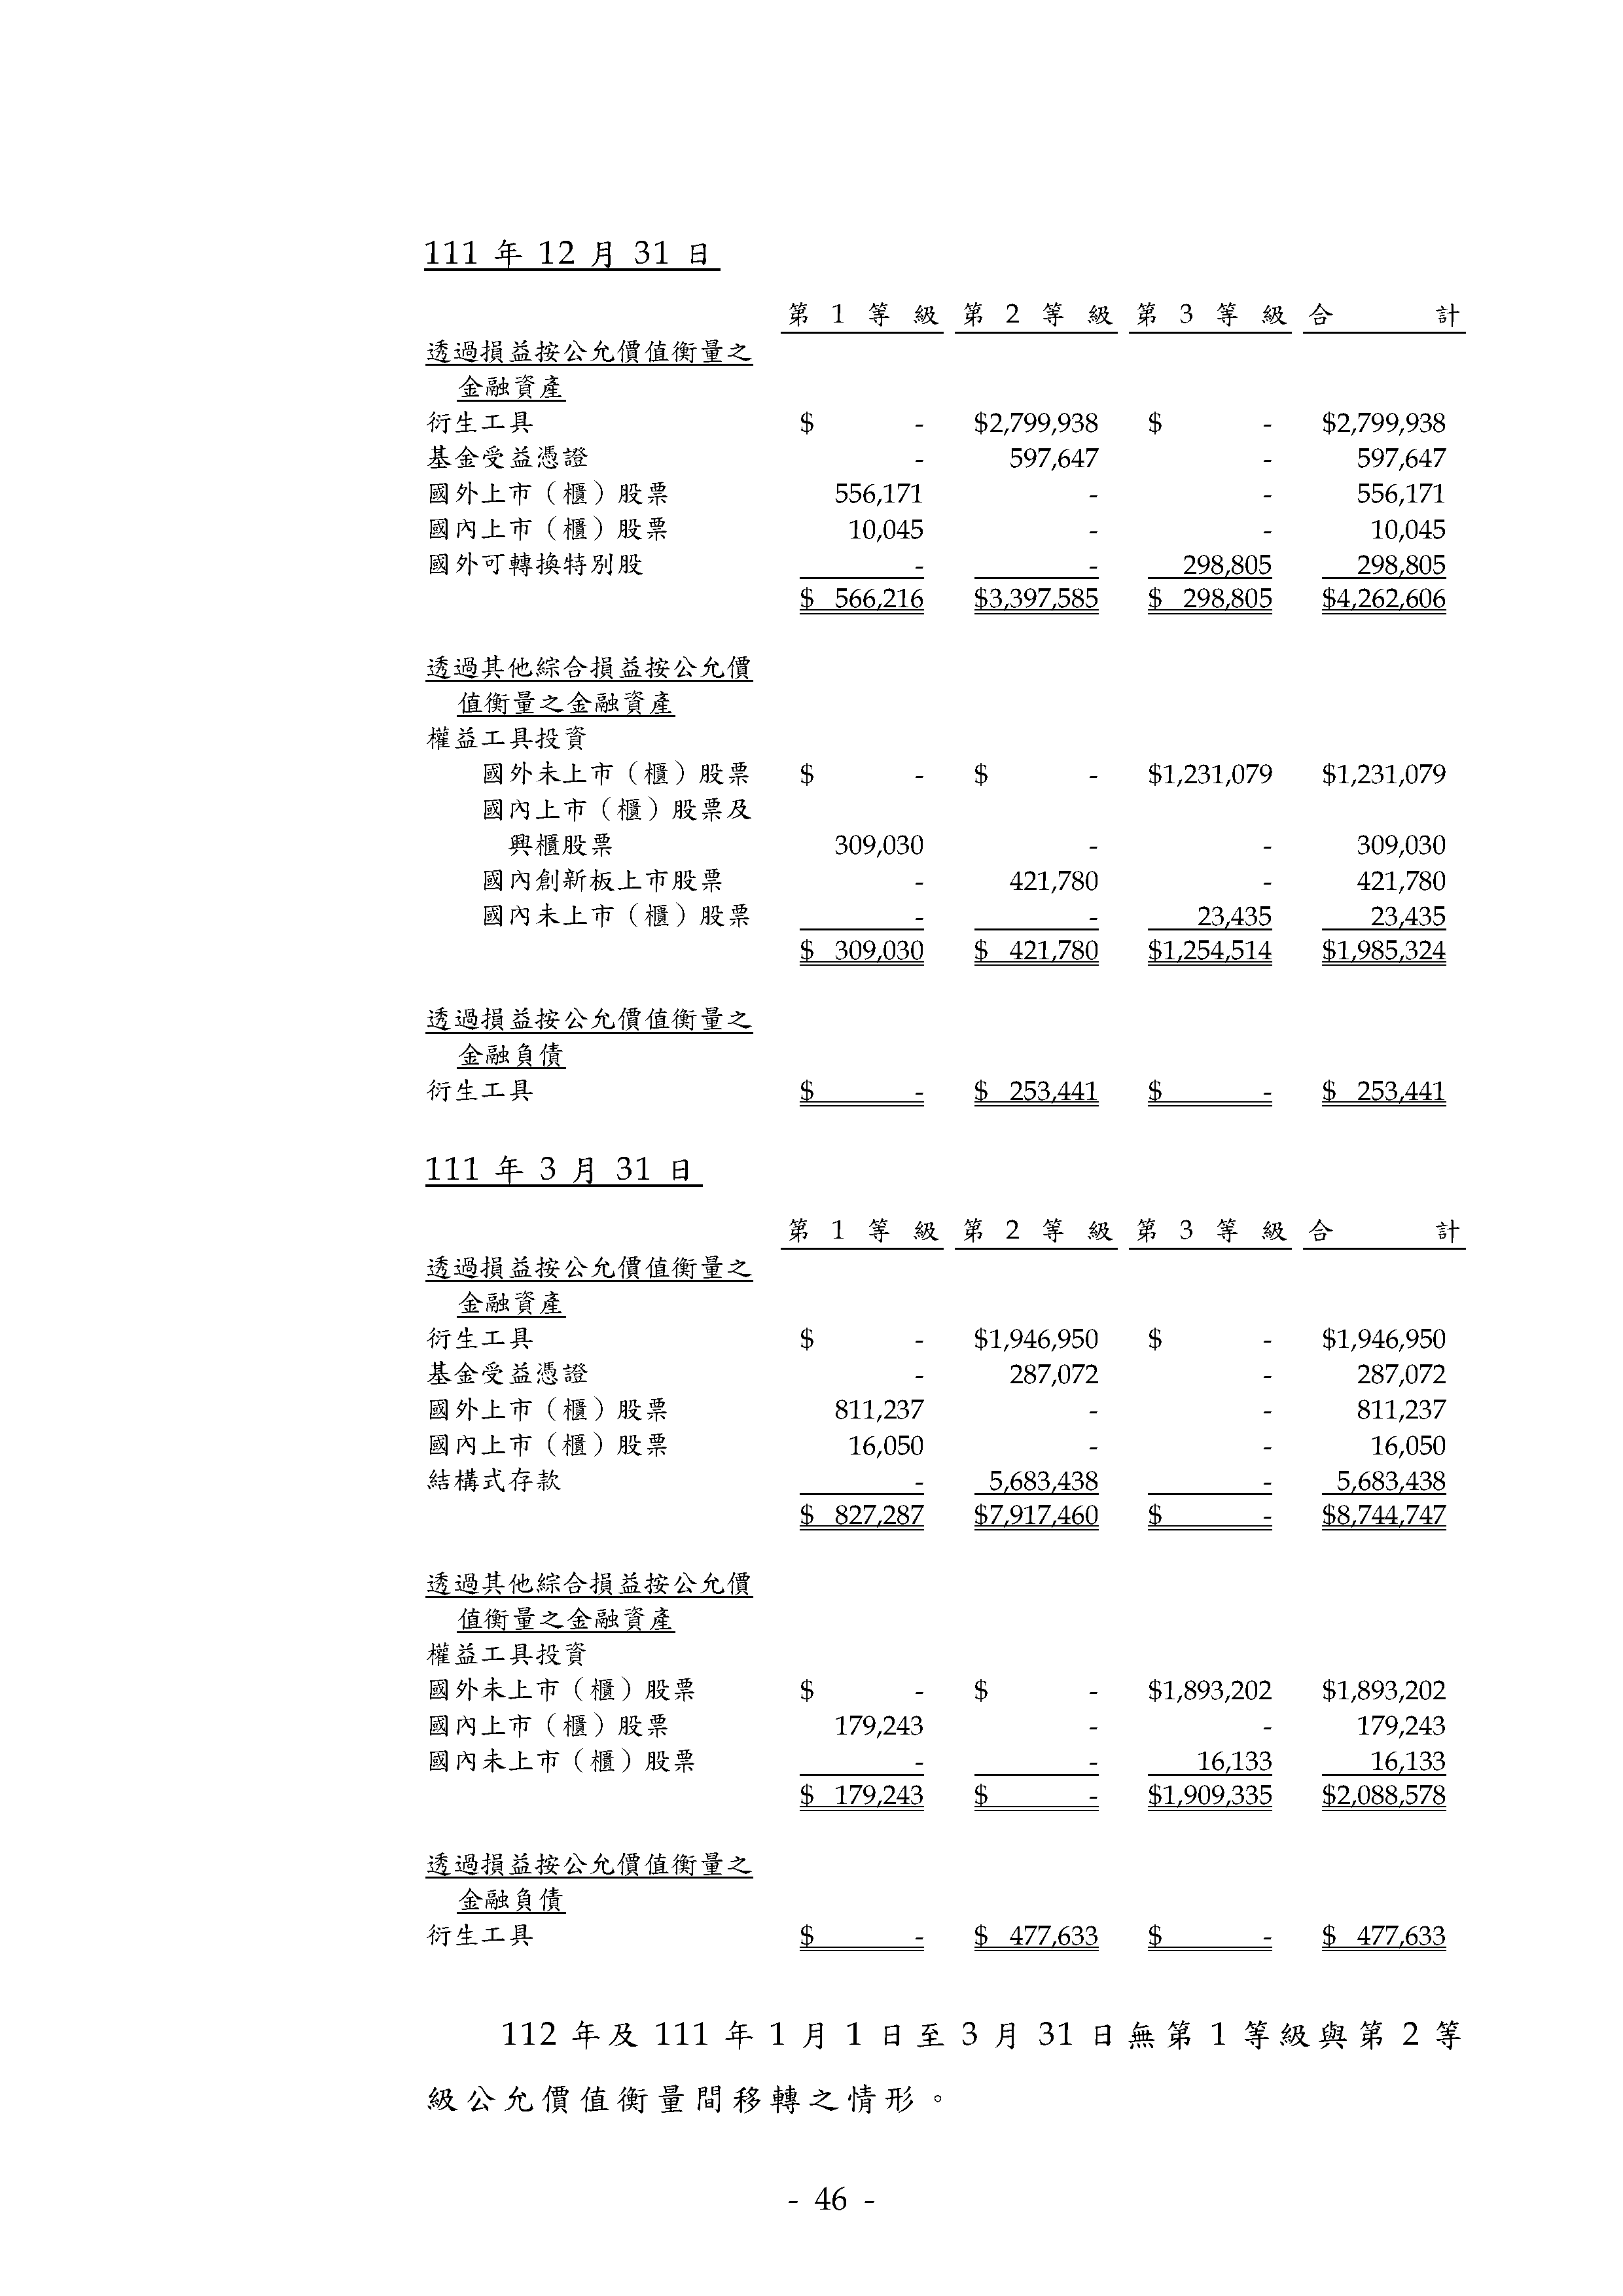 111 年 12 月 31 日
第 1 等 級 第 2 等 級 第 3 等 級 合 計
透過損益按公允價值衡量之
金融資產
衍生工具 $ - $2,799,938 $ - $2,799,938
基金受益憑證 - 597,647 - 597,647
國外上市（櫃）股票 556,171 - - 556,171
國內上市（櫃）股票 10,045 - - 10,045
國外可轉換特別股 - - 298,805 298,805
$ 566,216 $3,397,585 $ 298,805 $4,262,606
透過其他綜合損益按公允價
值衡量之金融資產
權益工具投資
國外未上市（櫃）股票 $ - $ - $1,231,079 $1,231,079
國內上市（櫃）股票及
興櫃股票 309,030 - - 309,030
國內創新板上市股票 - 421,780 - 421,780
國內未上市（櫃）股票 - - 23,435 23,435
$ 309,030 $ 421,780 $1,254,514 $1,985,324
透過損益按公允價值衡量之
金融負債
衍生工具 $ - $ 253,441 $ - $ 253,441
111 年 3 月 31 日
第 1 等 級 第 2 等 級 第 3 等 級 合 計
透過損益按公允價值衡量之
金融資產
衍生工具 $ - $1,946,950 $ - $1,946,950
基金受益憑證 - 287,072 - 287,072
國外上市（櫃）股票 811,237 - - 811,237
國內上市（櫃）股票 16,050 - - 16,050
結構式存款 - 5,683,438 - 5,683,438
$ 827,287 $7,917,460 $ - $8,744,747
透過其他綜合損益按公允價
值衡量之金融資產
權益工具投資
國外未上市（櫃）股票 $ - $ - $1,893,202 $1,893,202
國內上市（櫃）股票 179,243 - - 179,243
國內未上市（櫃）股票 - - 16,133 16,133
$ 179,243 $ - $1,909,335 $2,088,578
透過損益按公允價值衡量之
金融負債
衍生工具 $ - $ 477,633 $ - $ 477,633
112 年及 111 年 1 月 1 日至 3 月 31 日無第 1 等級與第 2 等
級公允價值衡量間移轉之情形。
- 46 -